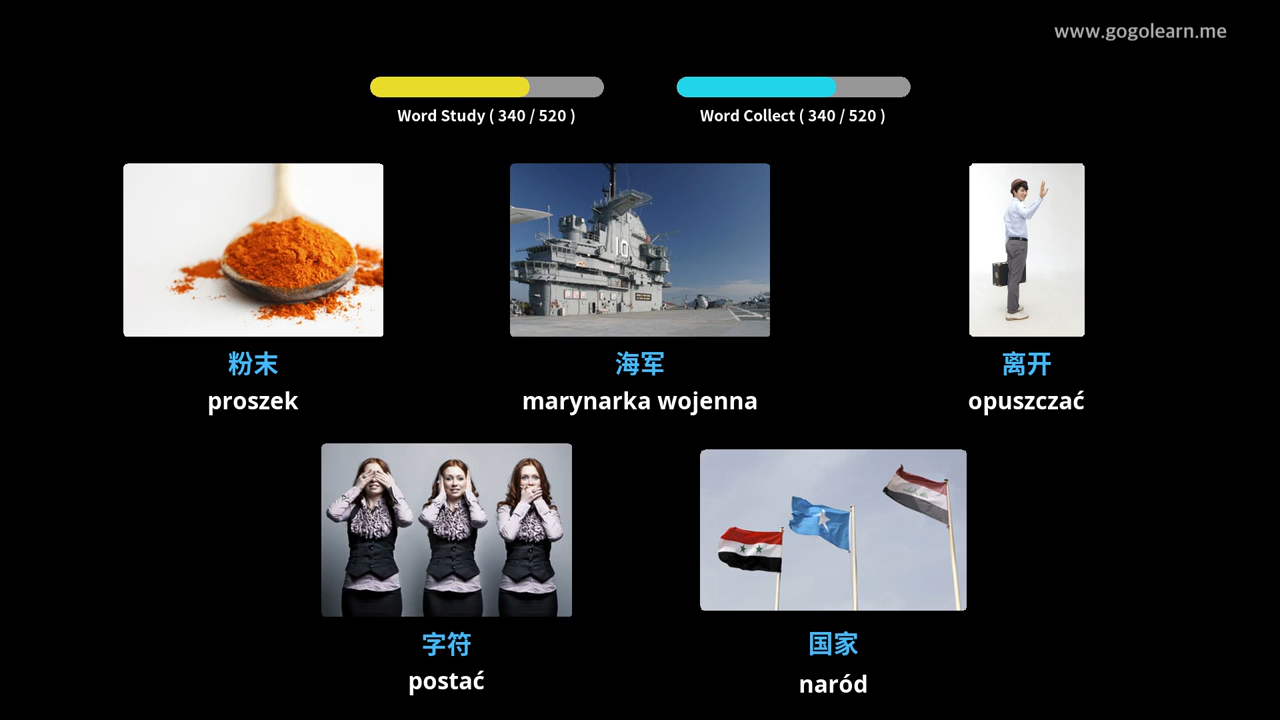 www.gogolearn.me
Word Study ( 340 / 520 )
Word Collect ( 340 / 520 )
10
粉末
proszek
海军
marynarka wojenna
离开
opuszczać
字符
postać
国家
naród